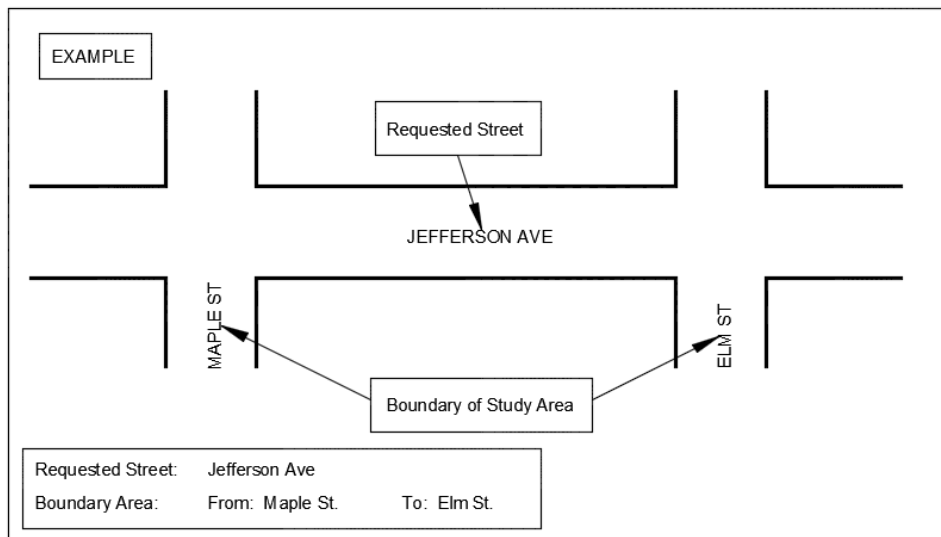 EXAMPLE
Requested Street
JEFFERSON AVE
MAPLE ST
ELM ST
Boundary of Study Area
Requested Street: Jefferson Ave
Boundary Area: From: Maple St. To: Elm St.